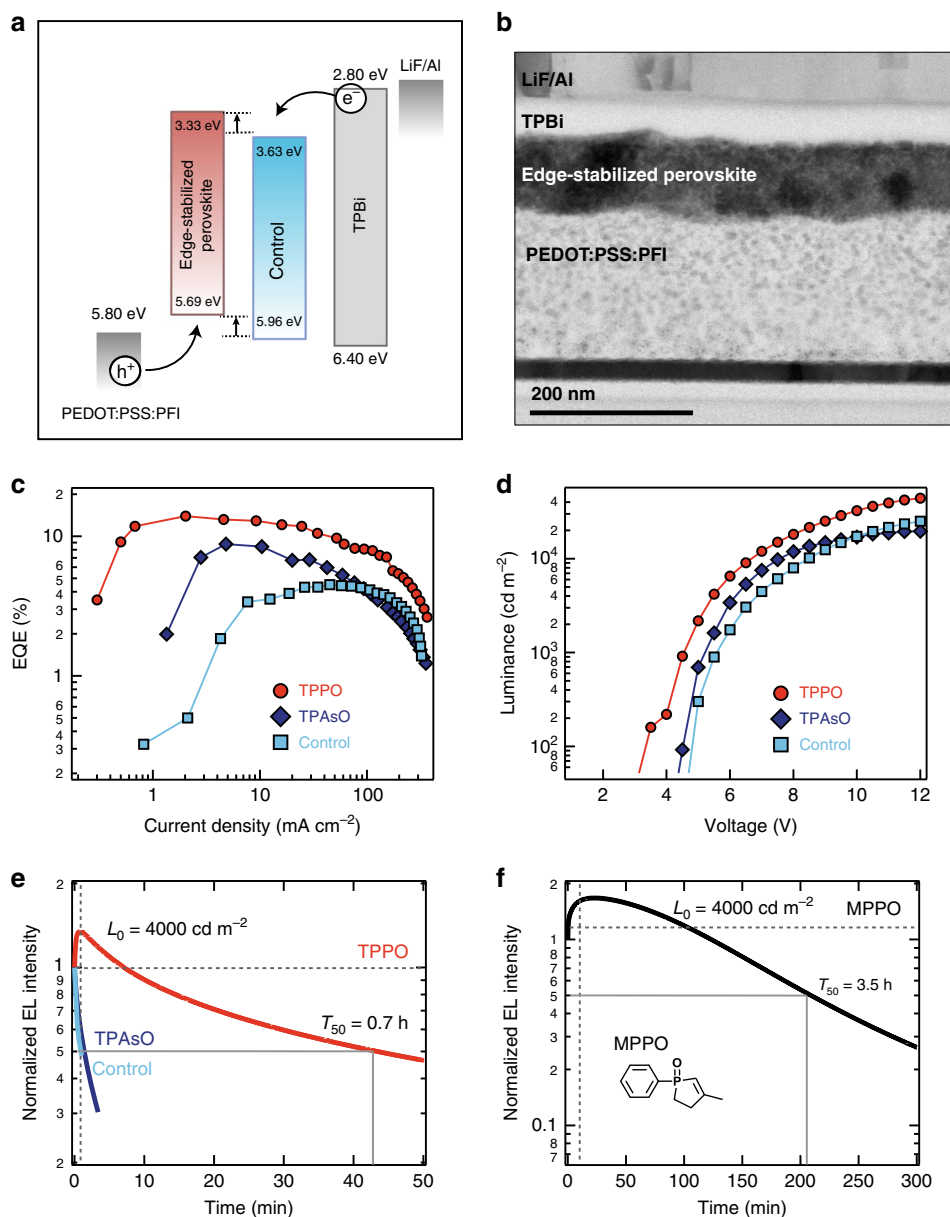 a
LiF/Al
2.80 eV
e–
3.33 eV
3.63 eV
Edge-stabilized
perovskite
Control
TPBi
5.69 eV
5.96 eV
5.80 eV
6.40 eV
h+
PEDOT:PSS:PFI
b
LiF/Al
TPBi
Edge-stabilized perovskite
PEDOT:PSS:PFI
200 nm
c
2
10
8
6
5
4
3
2
1
8
6
5
4
3
2
EQE (%)
TPPO
TPAsO
Control
1
10
100
Current density (mA cm–2)
d
4
2
104
8
6
4
2
103
8
6
4
2
102
8
6
Luminance (cd m–2)
TPPO
TPAsO
Control
2
4
6
8
10
12
Voltage (V)
e
2
1
9
8
7
6
5
4
3
2
Normalized EL intensity
L0 = 4000 cd m–2
TPPO
T50 = 0.7 h
TPAsO
Control
0
10
20
30
40
50
Time (min)
f
2
1
8
7
6
5
4
3
2
0.1
8
7
6
Normalized EL intensity
L0 = 4000 cd m–2
MPPO
T50 = 3.5 h
MPPO
O
P
0
50
100
150
200
250
300
Time (min)